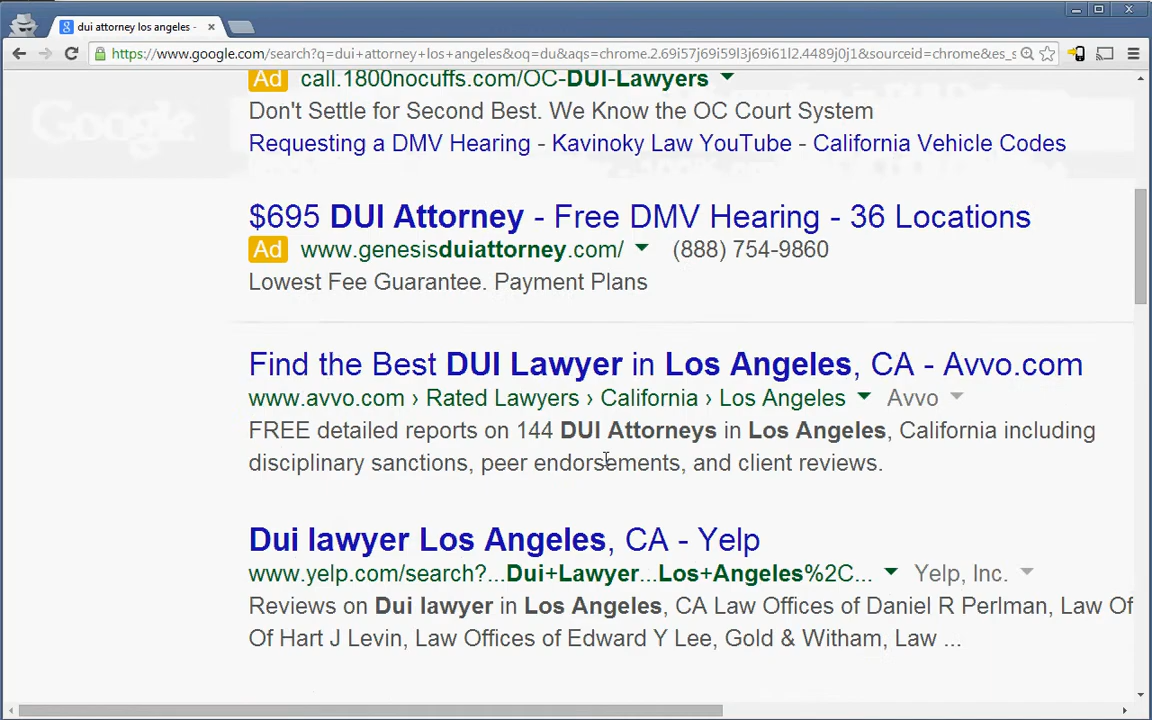 dui attorney los angeles -
https://www.google.com/search?q=dui+attorney+los+angeles&oq=du&aqs=chrome.2.69i57j69i59l3j69i61l2.4489j0j1&sourceid=chrome&es_s
Google
Ad call.1800nocuffs.com/OC-DUI-Lawyers
Don't Settle for Second Best. We Know the OC Court System
Requesting a DMV Hearing - Kavinoky Law YouTube - California Vehicle Codes
$695 DUI Attorney - Free DMV Hearing - 36 Locations
Ad www.genesisduiattorney.com/ (888) 754-9860
Lowest Fee Guarantee. Payment Plans
Find the Best DUI Lawyer in Los Angeles, CA - Avvo.com
www.avvo.com › Rated Lawyers › California › Los Angeles Avvo
FREE detailed reports on 144 DUI Attorneys in Los Angeles, California including
disciplinary sanctions, peer endorsements, and client reviews.
Dui lawyer Los Angeles, CA - Yelp
www.yelp.com/search?...Dui+Lawyer...Los+Angeles%2C... Yelp, Inc.
Reviews on Dui lawyer in Los Angeles, CA Law Offices of Daniel R Perlman, Law Of
Of Hart J Levin, Law Offices of Edward Y Lee, Gold & Witham, Law ...